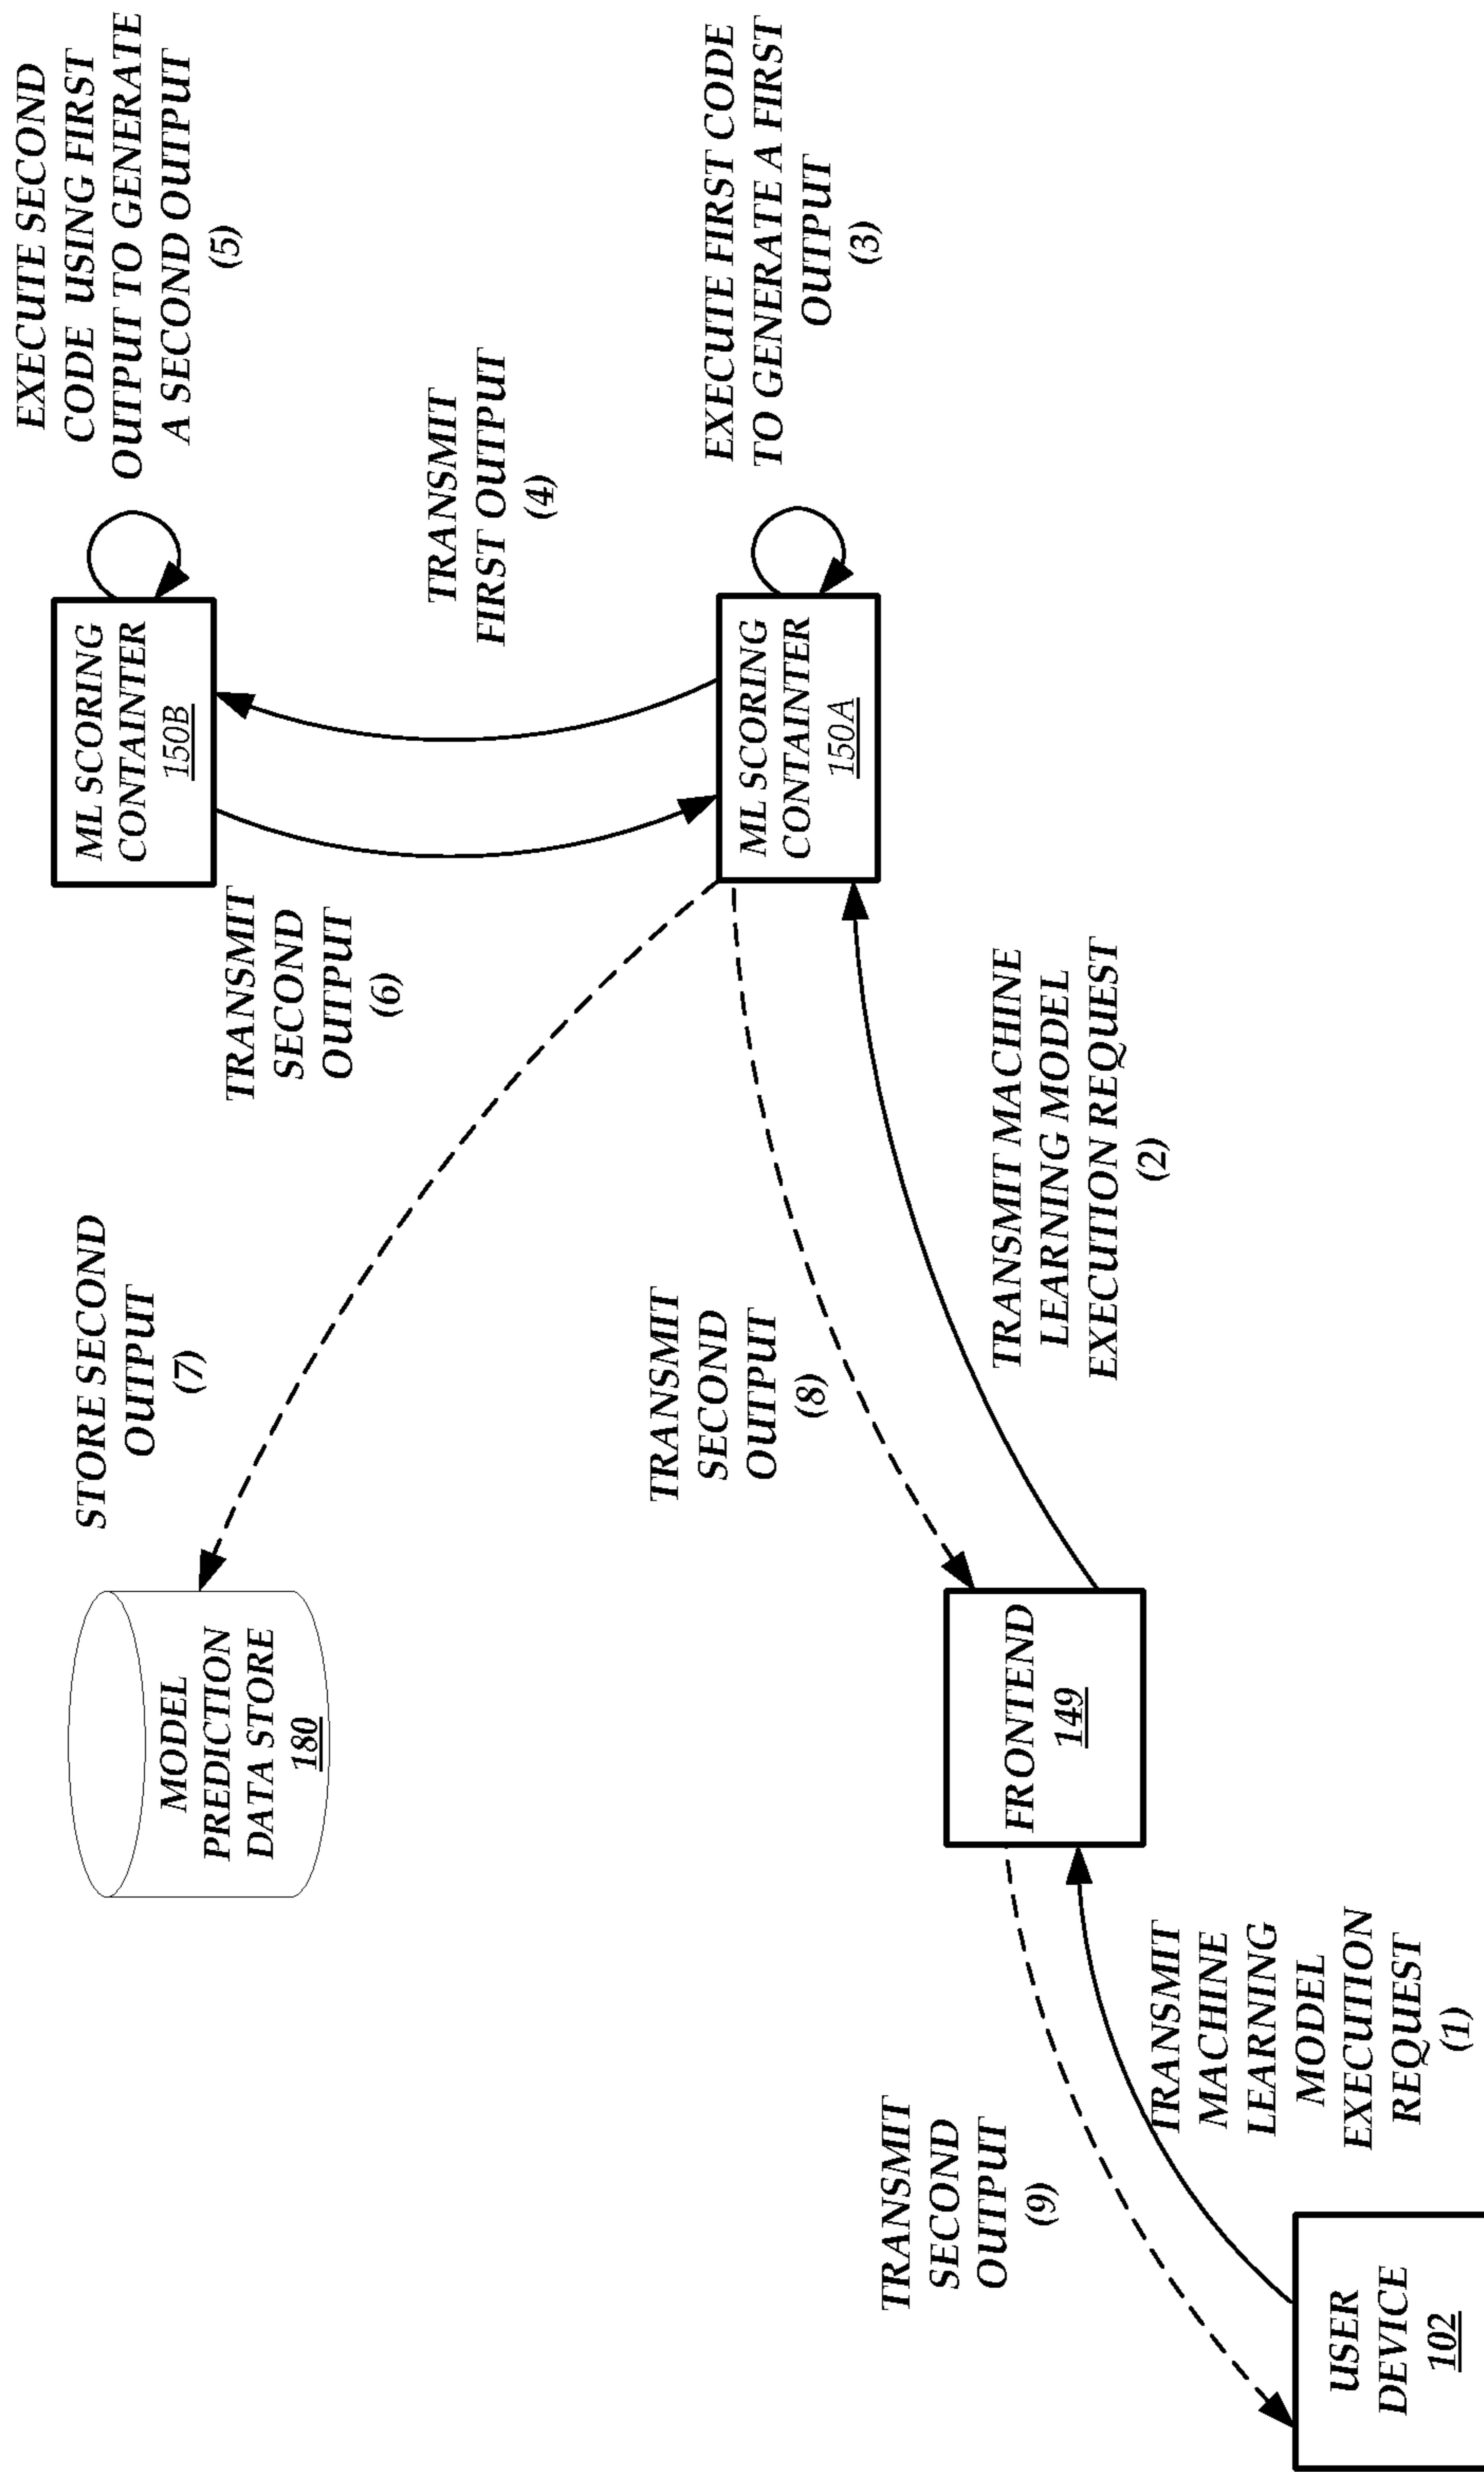 MODEL
PREDICTION
DATA STORE
180
STORE SECOND
OUTPUT
(7)
TRANSMIT
SECOND
OUTPUT
(6)
ML SCORING
CONTAINTER
150B
EXECUTE SECOND
CODE USING FIRST
OUTPUT TO GENERATE
A SECOND OUTPUT
(5)
TRANSMIT
FIRST OUTPUT
(4)
TRANSMIT
SECOND
OUTPUT
(8)
ML SCORING
CONTAINTER
150A
EXECUTE FIRST CODE
TO GENERATE A FIRST
OUTPUT
(3)
TRANSMIT
SECOND
OUTPUT
(9)
FRONTEND
149
TRANSMIT MACHINE
LEARNING MODEL
EXECUTION REQUEST
(2)
USER
DEVICE
102
TRANSMIT
MACHINE
LEARNING
MODEL
EXECUTION
REQUEST
(1)